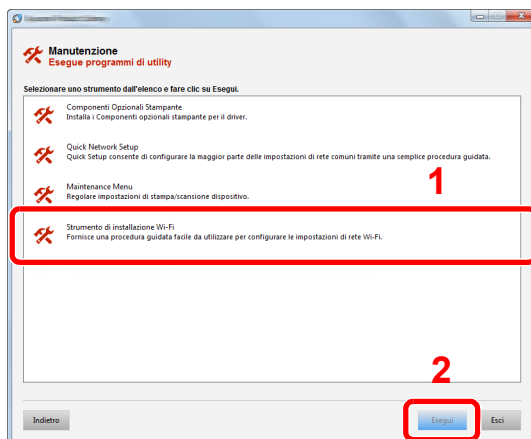 Manutenzione
Esegue programmi di utility
Selezionare uno strumento dall'elenco e fare clic su Esegui.
Componenti Opzionali Stampante
Installa i Componenti opzionali stampante per il driver.
Quick Network Setup
Quick Setup consente di configurare la maggior parte delle impostazioni di rete comuni tramite una semplice procedura guidata.
1
Maintenance Menu
Regolare impostazioni di stampa/scansione dispositivo.
Strumento di installazione Wi-Fi
Fornisce una procedura guidata facile da utilizzare per configurare le impostazioni di rete Wi-Fi.
2
Indietro
Esegui
Esci